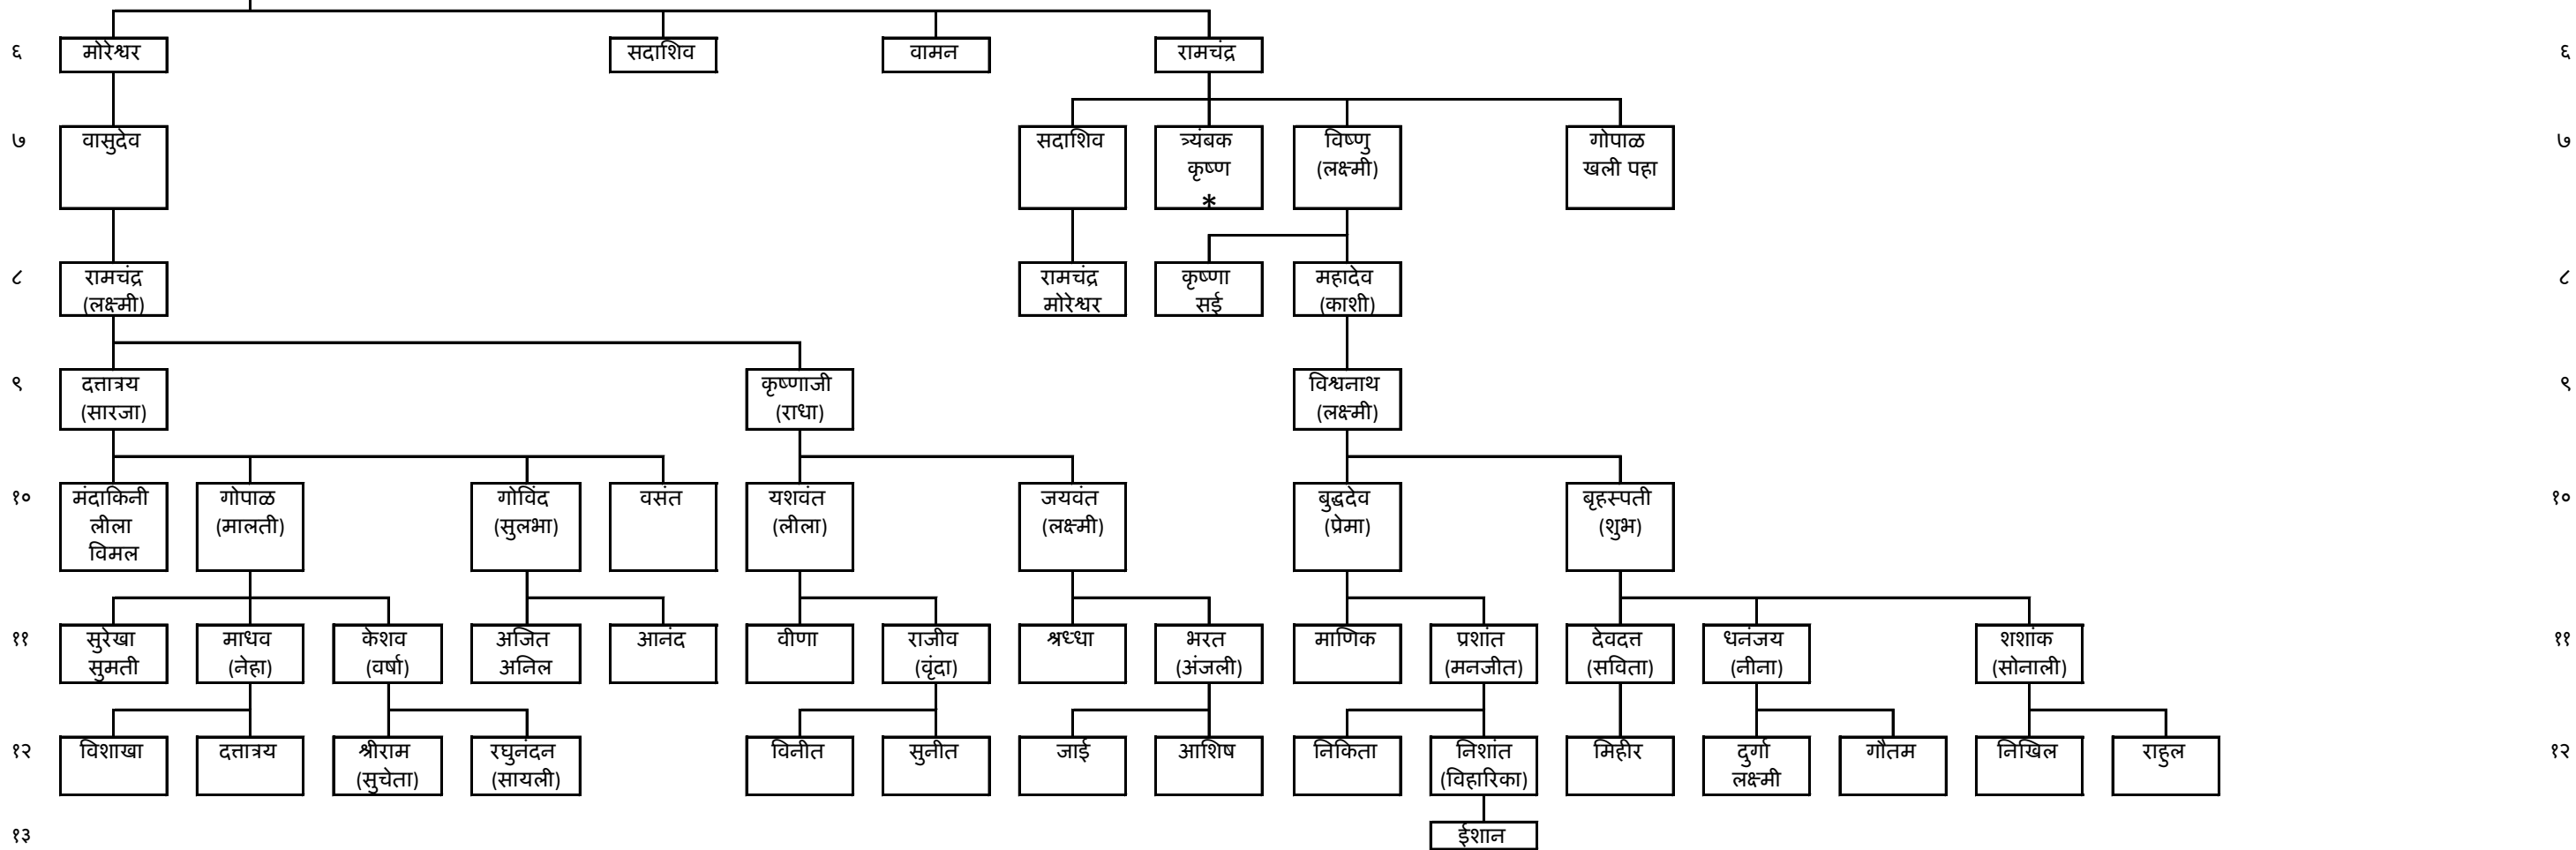 ६ मोरेश्वर सदाशिव वामन रामचंद्र ६
७ वासुदेव सदाशिव त्र्यंबक विष्णु गोपाळ ७
कृष्ण (लक्ष्मी) खली पहा
*
८ रामचंद्र रामचंद्र कृष्णा महादेव ८
(लक्ष्मी) मोरेश्वर सई (काशी)
९ दत्तात्रय कृष्णाजी विश्वनाथ ९
(सारजा) (राधा) (लक्ष्मी)
१० मंदाकिनी गोपाळ गोविंद वसंत यशवंत जयवंत बुद्धदेव बृहस्पती १०
लीला (मालती) (सुलभा) (लीला) (लक्ष्मी) (प्रेमा) (शुभ)
विमल
११ सुरेखा माधव केशव अजित आनंद वीणा राजीव श्रध्धा भरत माणिक प्रशांत देवदत्त धनंजय शशांक ११
सुमती (नेहा) (वर्षा) अनिल (वृंदा) (अंजली) (मनजीत) (सविता) (नीना) (सोनाली)
१२ विशाखा दत्तात्रय श्रीराम रघुनंदन विनीत सुनीत जाई आशिष निकिता निशांत मिहीर दुर्गा गौतम निखिल राहुल १२
(सुचेता) (सायली) (विहारिका) लक्ष्मी
१३ ईशान